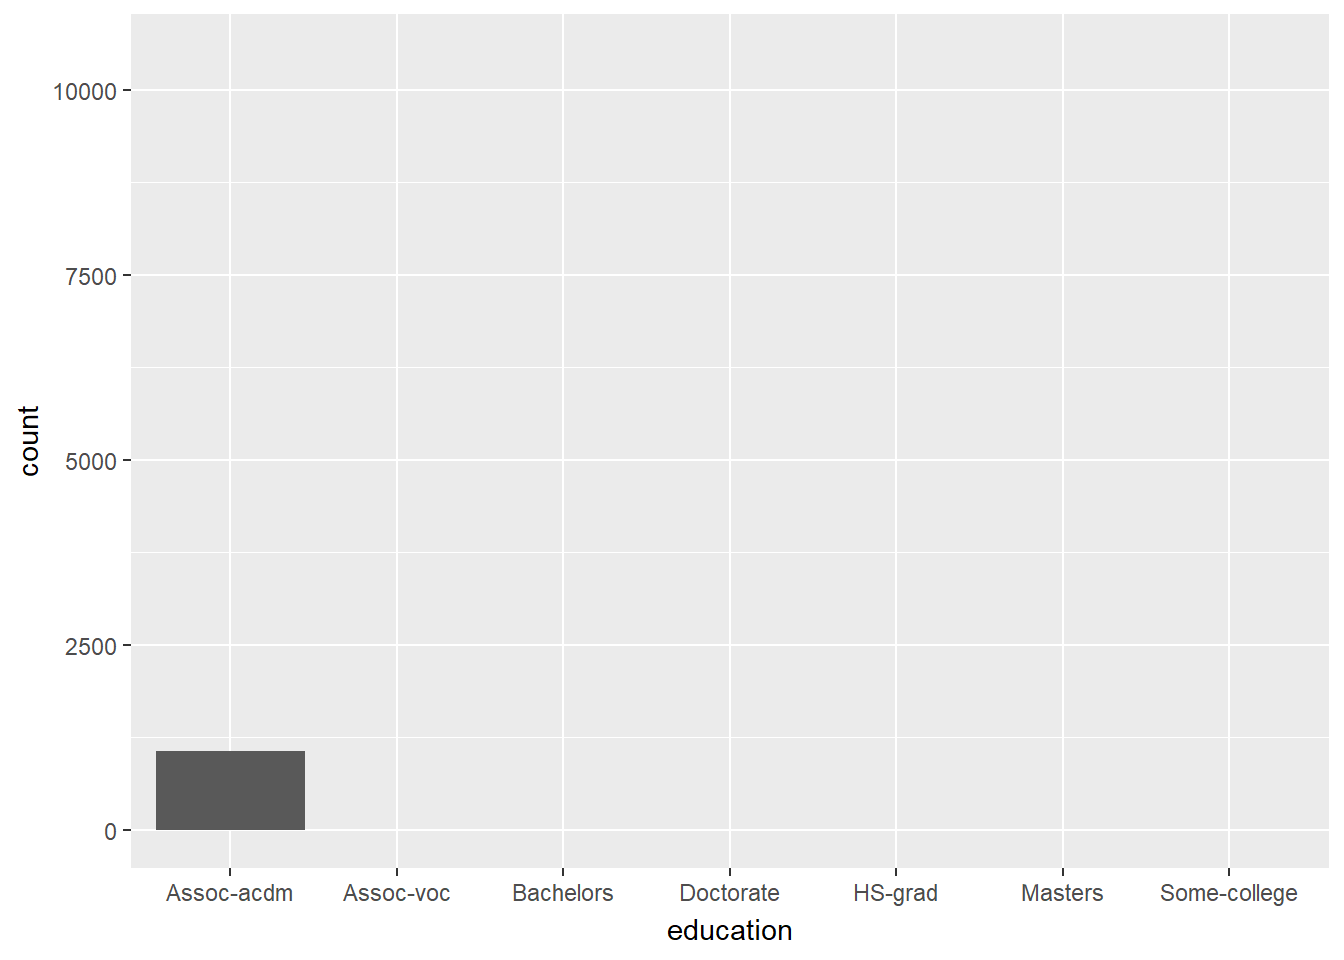 10000
7500
5000
2500
0
count
Assoc-acdm Assoc-voc Bachelors Doctorate HS-grad Masters Some-college
education